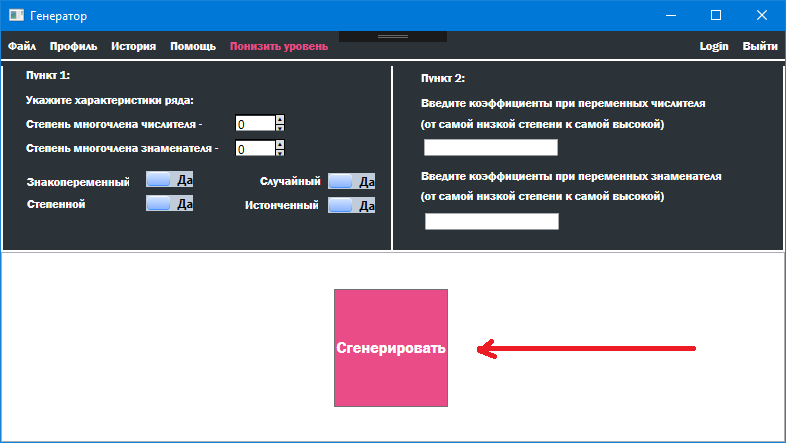 Генератор
Файл Профиль История Помощь Понизить уровень Login Выйти
Пункт 1:
Укажите характеристики ряда:
Степень многочлена числителя - 0
Степень многочлена знаменателя - 0
Знакопеременный Да Случайный Да
Степенной Да Истонченный Да
Пункт 2:
Введите коэффициенты при переменных числителя
(от самой низкой степени к самой высокой)
Введите коэффициенты при переменных знаменателя
(от самой низкой степени к самой высокой)
Сгенерировать